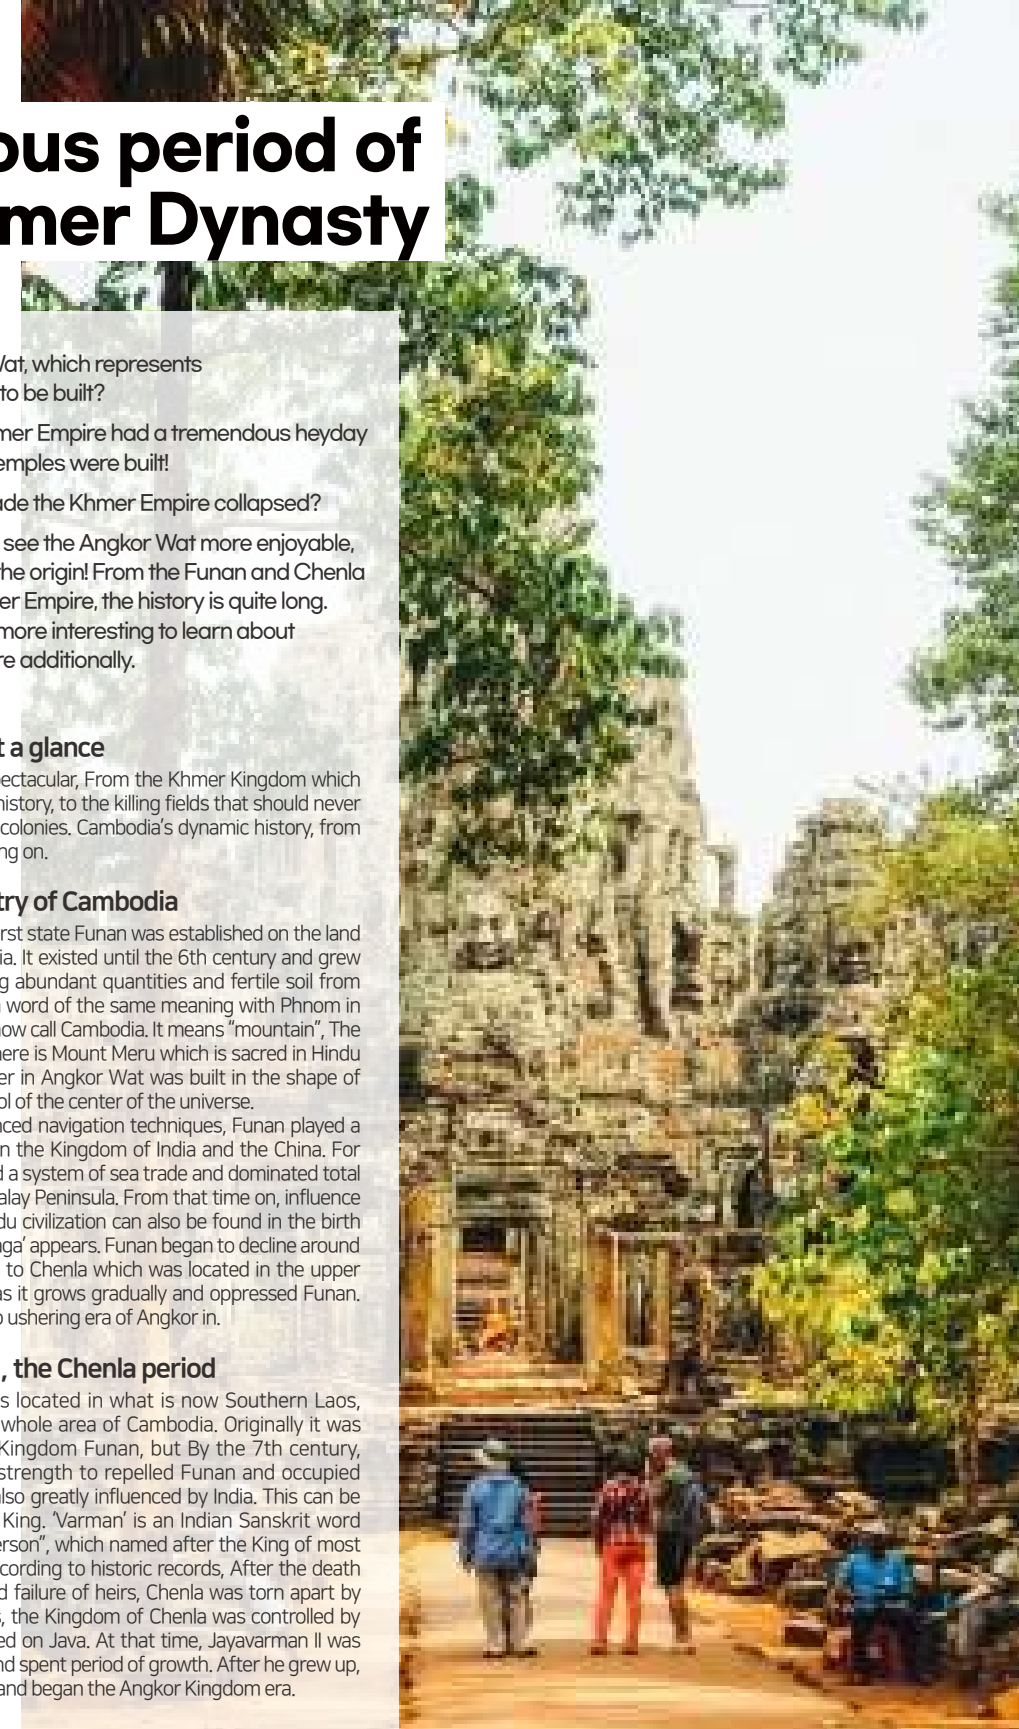 ous period of
mer Dynasty
Wat, which represents
to be built?
mer Empire had a tremendous heyday
emples were built!
ade the Khmer Empire collapsed?
see the Angkor Wat more enjoyable,
the origin! From the Funan and Chenla
er Empire, the history is quite long.
more interesting to learn about
re additionally.
t a glance
ectacular, From the Khmer Kingdom which
history, to the killing fields that should never
colonies. Cambodia's dynamic history, from
ng on.
try of Cambodia
rst state Funan was established on the land
ia. It existed until the 6th century and grew
g abundant quantities and fertile soil from
word of the same meaning with Phnom in
now call Cambodia. It means “mountain”, The
here is Mount Meru which is sacred in Hindu
er in Angkor Wat was built in the shape of
ol of the center of the universe.
nced navigation techniques, Funan played a
n the Kingdom of India and the China. For
d a system of sea trade and dominated total
alay Peninsula. From that time on, influence
du civilization can also be found in the birth
aga’ appears. Funan began to decline around
to Chenla which was located in the upper
as it grows gradually and oppressed Funan.
o ushering era of Angkor in.
, the Chenla period
s located in what is now Southern Laos,
whole area of Cambodia. Originally it was
Kingdom Funan, but By the 7th century,
strength to repelled Funan and occupied
also greatly influenced by India. This can be
King. ‘Varman’ is an Indian Sanskrit word
erson”, which named after the King of most
ccording to historic records, After the death
d failure of heirs, Chenla was torn apart by
s, the Kingdom of Chenla was controlled by
ed on Java. At that time, Jayavarman II was
nd spent period of growth. After he grew up,
and began the Angkor Kingdom era.